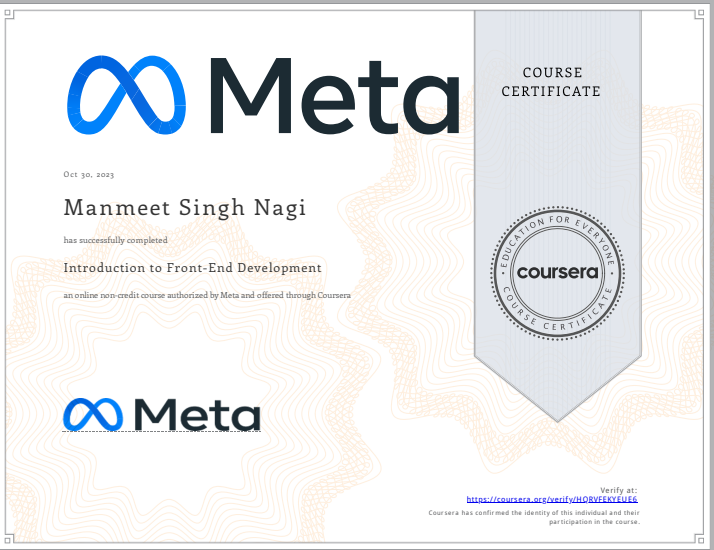 Meta
COURSE
CERTIFICATE
Oct 30, 2023
Manmeet Singh Nagi
has successfully completed
Introduction to Front-End Development
an online non-credit course authorized by Meta and offered through Coursera
EDUCATION FOR EVERYONE
coursera
COURSE CERTIFICATE
Meta
Verify at:
https://coursera.org/verify/HQRVFEKYEUE6
Coursera has confirmed the identity of this individual and their
participation in the course.